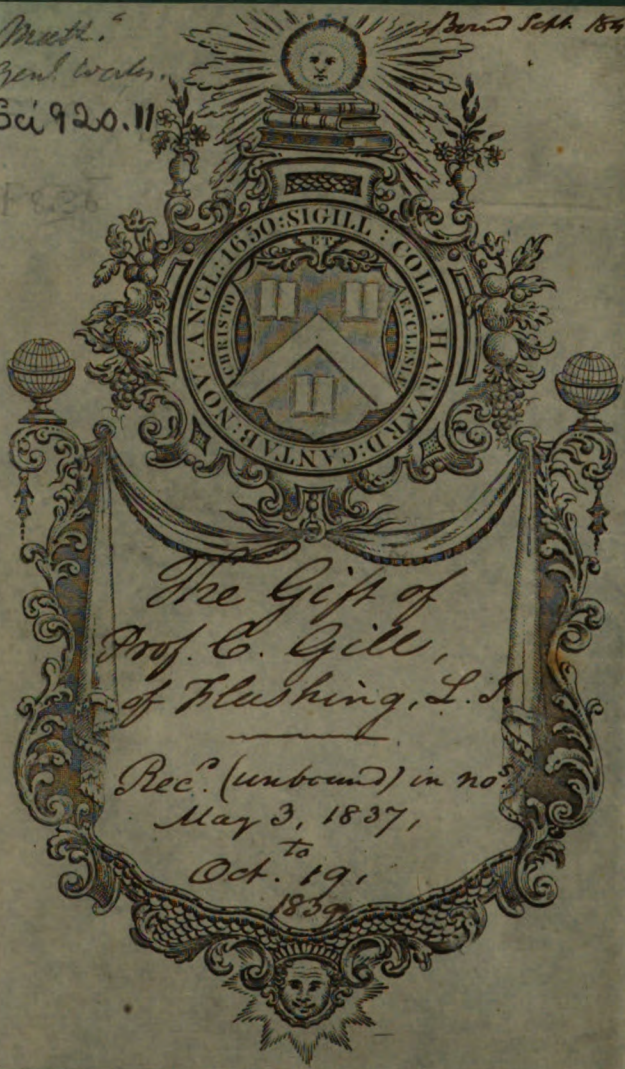 Math.
Genl. works.
Sci 920.11
Bound Sept. 18
SIGILL : COLL : HARVARD : CANTAB : NOV : ANGL : 1650 :
CHRISTO ET ECCLESIÆ
The Gift of
Prof. C. Gill,
of Flushing, L. I.
Rec.d (unbound) in nos.
May 3, 1837,
to
Oct. 19,
1839